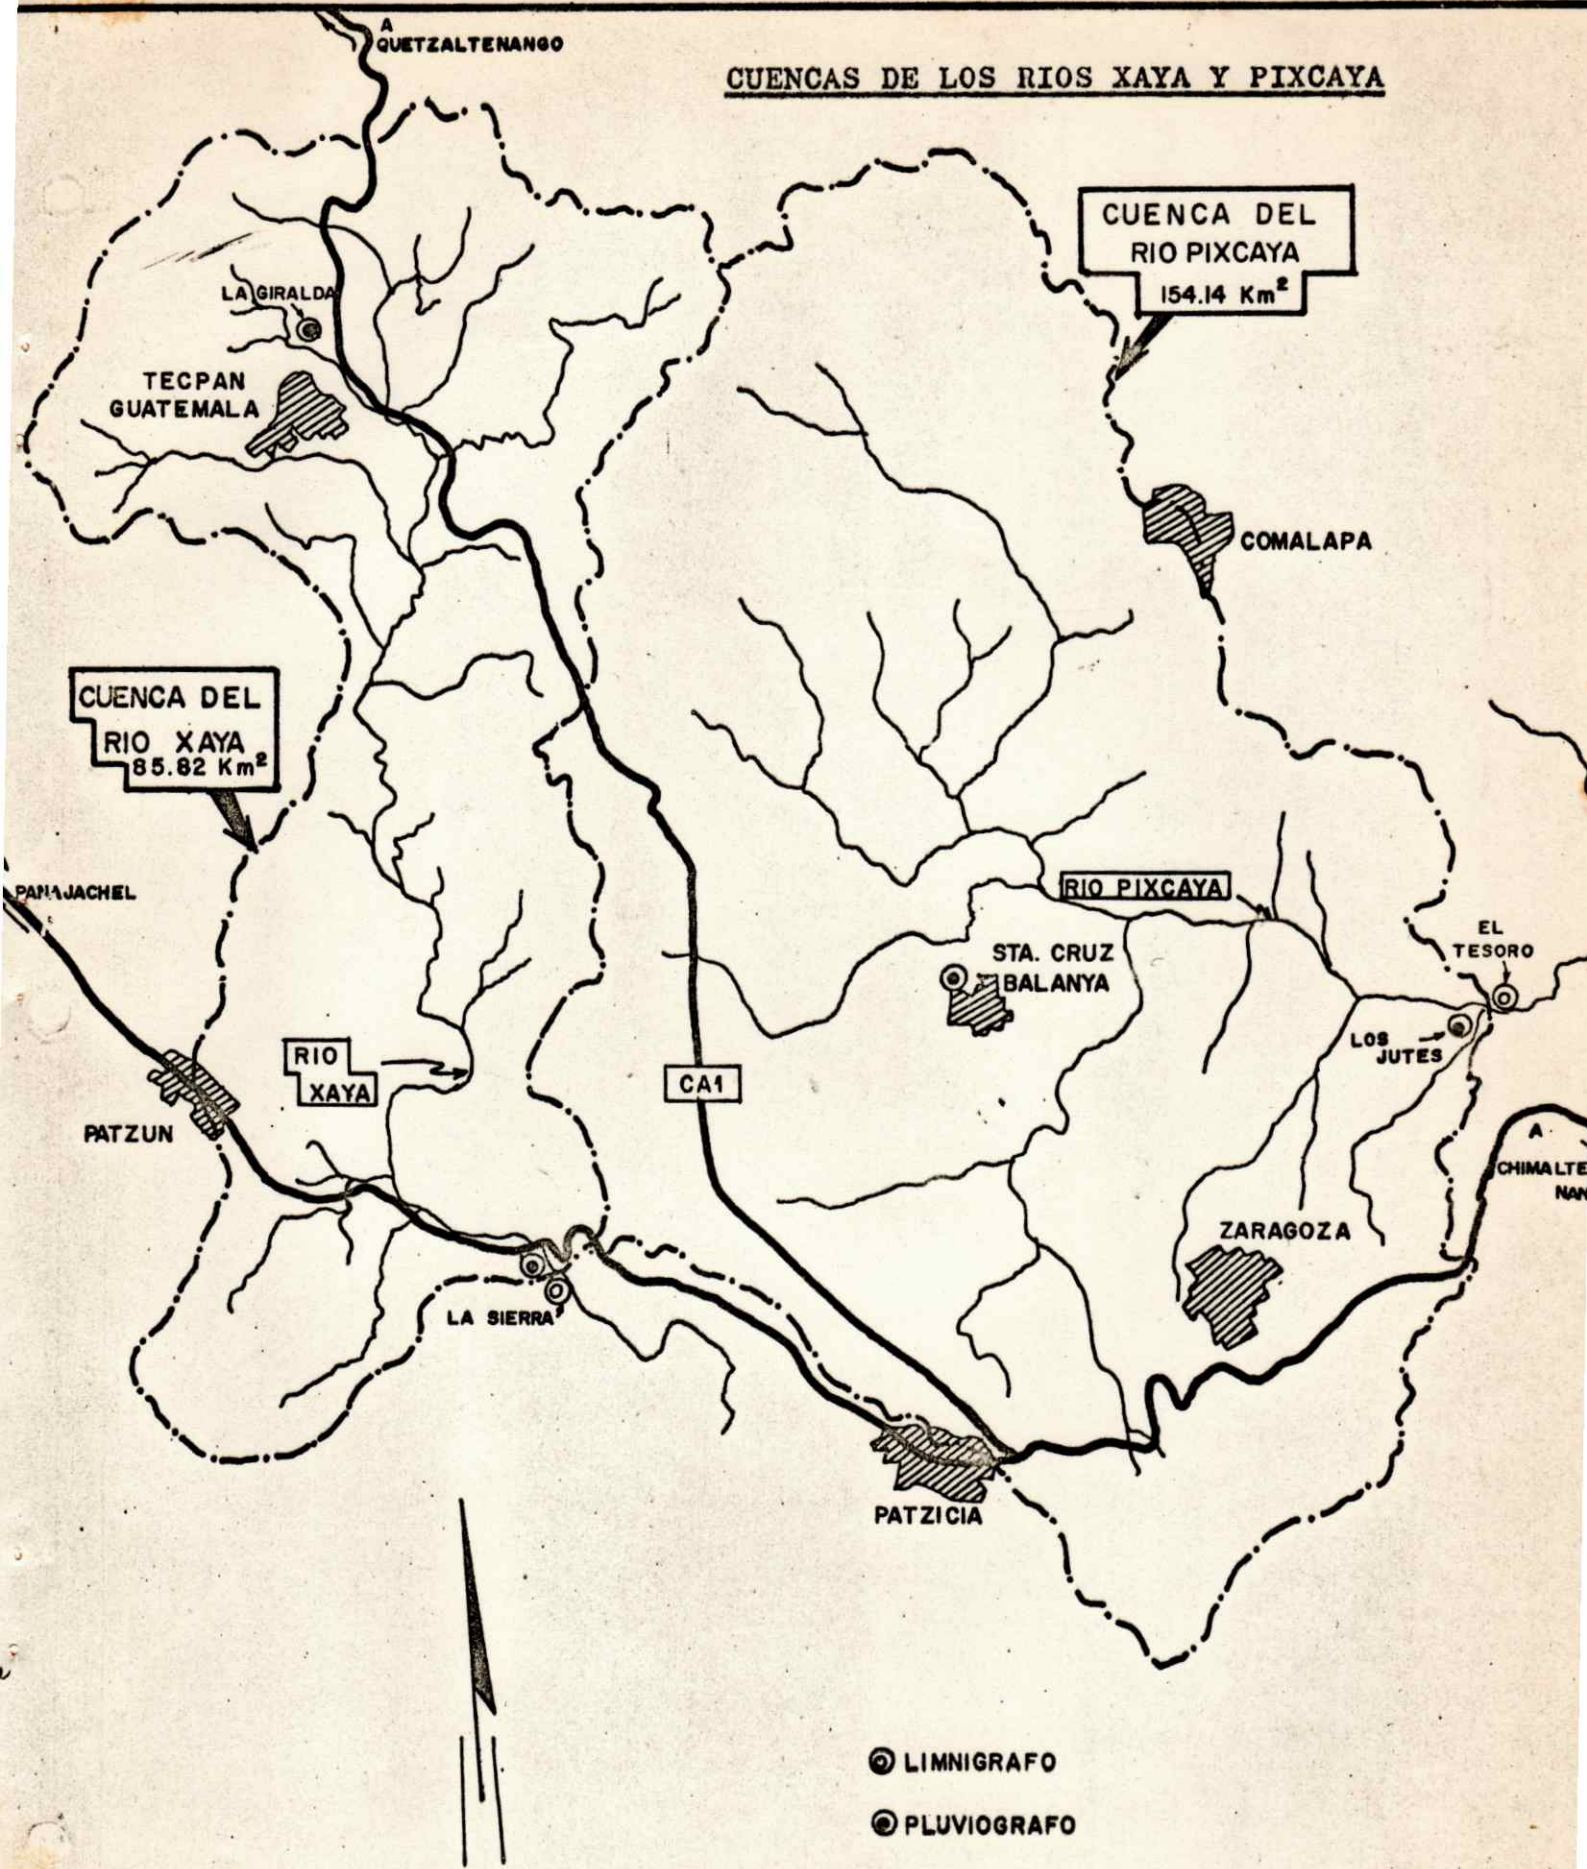 A
QUETZALTENANGO
CUENCAS DE LOS RIOS XAYA Y PIXCAYA
CUENCA DEL
RIO PIXCAYA
154.14 Km²
LA GIRALDA
TECPAN
GUATEMALA
COMALAPA
CUENCA DEL
RIO XAYA
85.82 Km²
PANAJACHEL
RIO PIXCAYA
EL
TESORO
STA. CRUZ
BALANYA
LOS
JUTES
RIO
XAYA
CA1
PATZUN
A
CHIMALTE
NAN
ZARAGOZA
LA SIERRA
PATZICIA
LIMNIGRAFO
PLUVIOGRAFO